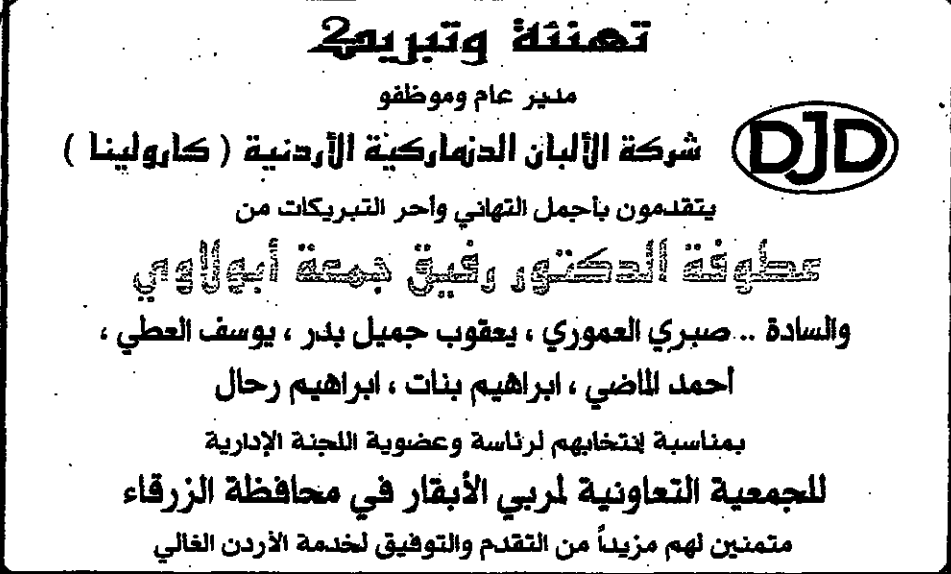 تهنئة وتبريك
مدير عام وموظفو
DJD
شركة الألبان الدنماركية الأردنية ( كارولينا )
يتقدمون بأجمل التهاني وأحر التبريكات من
عطوفة الدكتور رفيق جمعة أبولاوي
والسادة .. صبري العموري ، يعقوب جميل بدر ، يوسف العطي ،
أحمد الماضي ، ابراهيم بنات ، ابراهيم رحال
بمناسبة إنتخابهم لرئاسة وعضوية اللجنة الإدارية
للجمعية التعاونية لمربي الأبقار في محافظة الزرقاء
متمنين لهم مزيداً من التقدم والتوفيق لخدمة الأردن الغالي